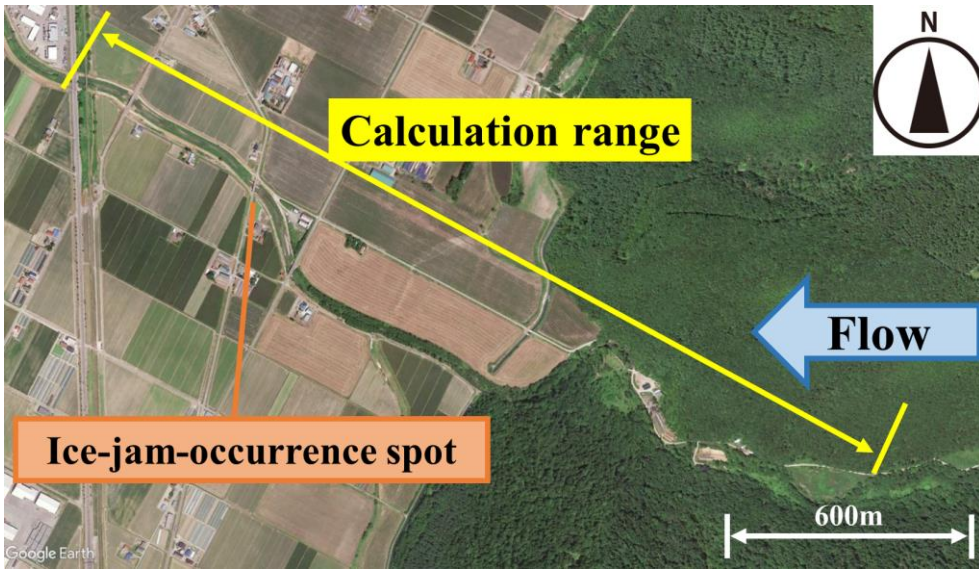 N
Calculation range
Flow
Ice-jam-occurrence spot
600m
Google Earth